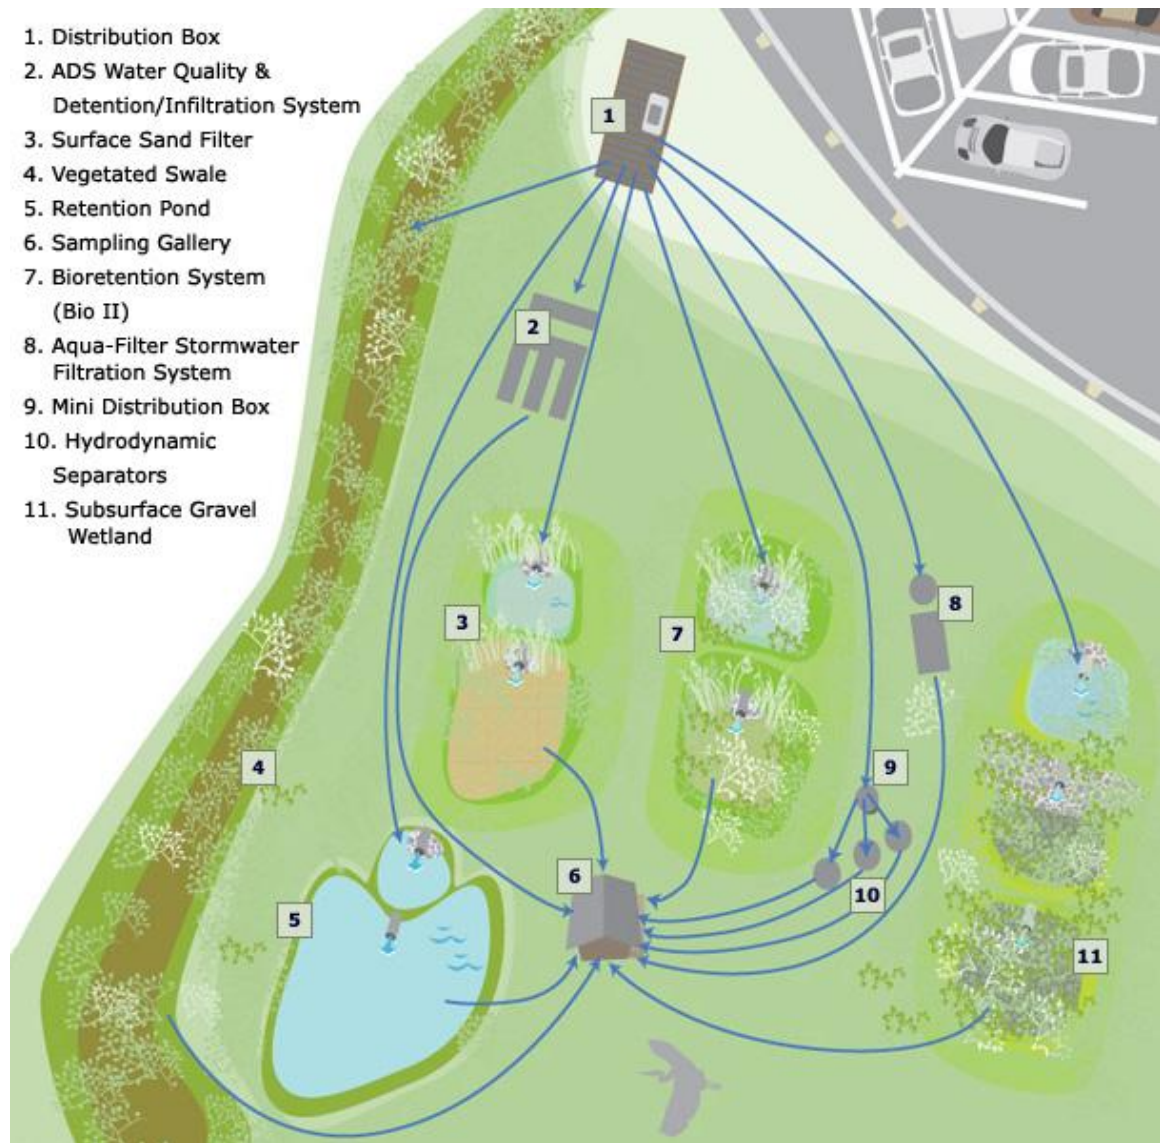 1. Distribution Box
2. ADS Water Quality &
Detention/Infiltration System
3. Surface Sand Filter
4. Vegetated Swale
5. Retention Pond
6. Sampling Gallery
7. Bioretention System
(Bio II)
8. Aqua-Filter Stormwater
Filtration System
9. Mini Distribution Box
10. Hydrodynamic
Separators
11. Subsurface Gravel
Wetland
1
2
3
7
8
4
9
6
10
5
11